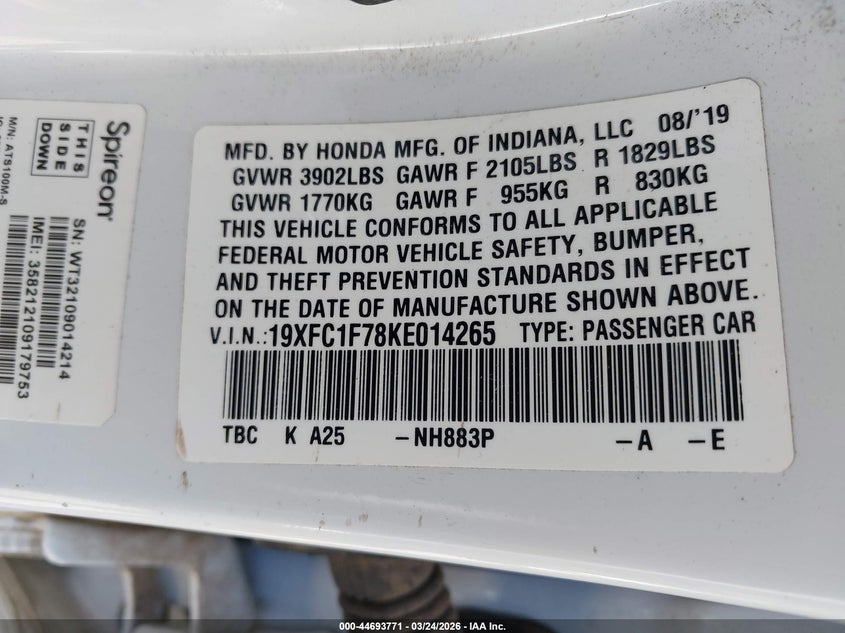 MFD. BY HONDA MFG. OF INDIANA, LLC 08/'19
GVWR 3902LBS GAWR F 2105LBS R 1829LBS
GVWR 1770KG GAWR F 955KG R 830KG
THIS VEHICLE CONFORMS TO ALL APPLICABLE
FEDERAL MOTOR VEHICLE SAFETY, BUMPER,
AND THEFT PREVENTION STANDARDS IN EFFECT
ON THE DATE OF MANUFACTURE SHOWN ABOVE.
V.I.N.:19XFC1F78KE014265 TYPE: PASSENGER CAR
TBC K A25 -NH883P -A -E
Spireon
THIS
SIDE
DOWN
SN: WT32109014214
IMEI: 358212109179753
M/N: ATS100M-S
000-44693771 - 03/24/2026 - IAA Inc.